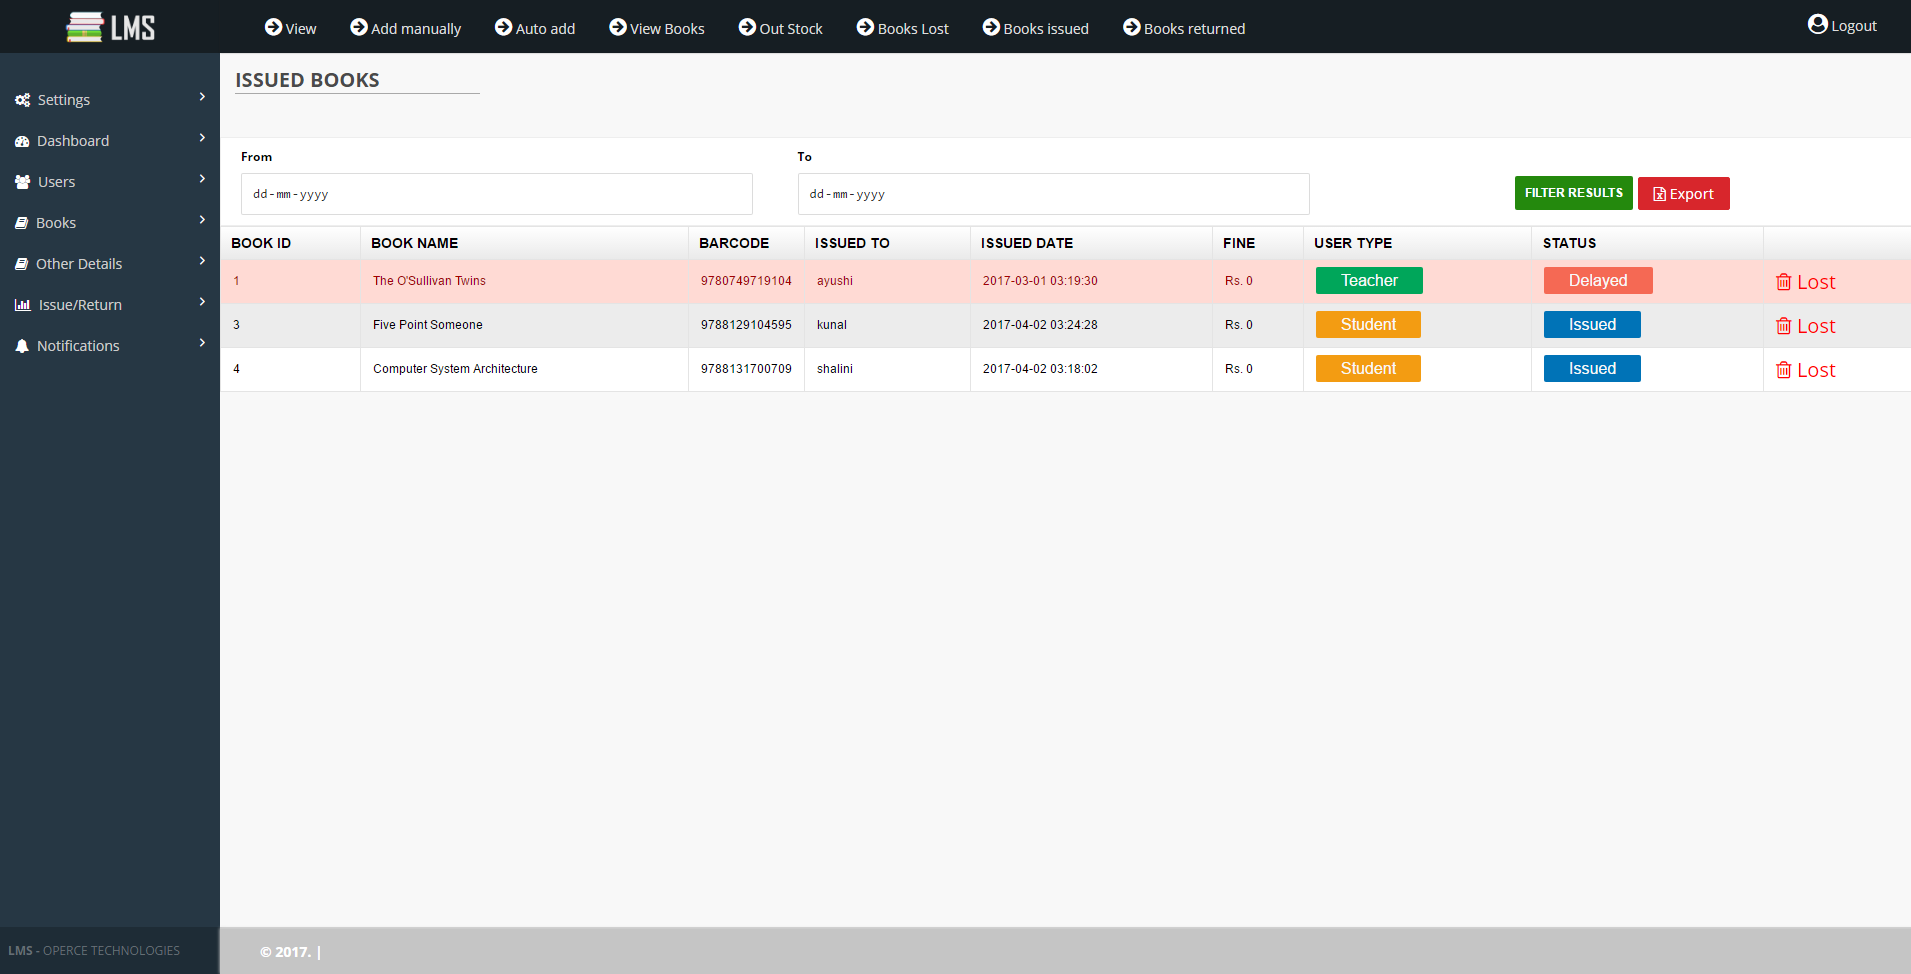 LMS
View
Add manually
Auto add
View Books
Out Stock
Books Lost
Books issued
Books returned
Logout
Settings
Dashboard
Users
Books
Other Details
Issue/Return
Notifications
ISSUED BOOKS
From
To
dd-mm-yyyy
dd-mm-yyyy
FILTER RESULTS
Export
BOOK ID BOOK NAME BARCODE ISSUED TO ISSUED DATE FINE USER TYPE STATUS
1 The O'Sullivan Twins 9780749719104 ayushi 2017-03-01 03:19:30 Rs. 0 Teacher Delayed Lost
3 Five Point Someone 9788129104595 kunal 2017-04-02 03:24:28 Rs. 0 Student Issued Lost
4 Computer System Architecture 9788131700709 shalini 2017-04-02 03:18:02 Rs. 0 Student Issued Lost
LMS - OPERCE TECHNOLOGIES
© 2017. |